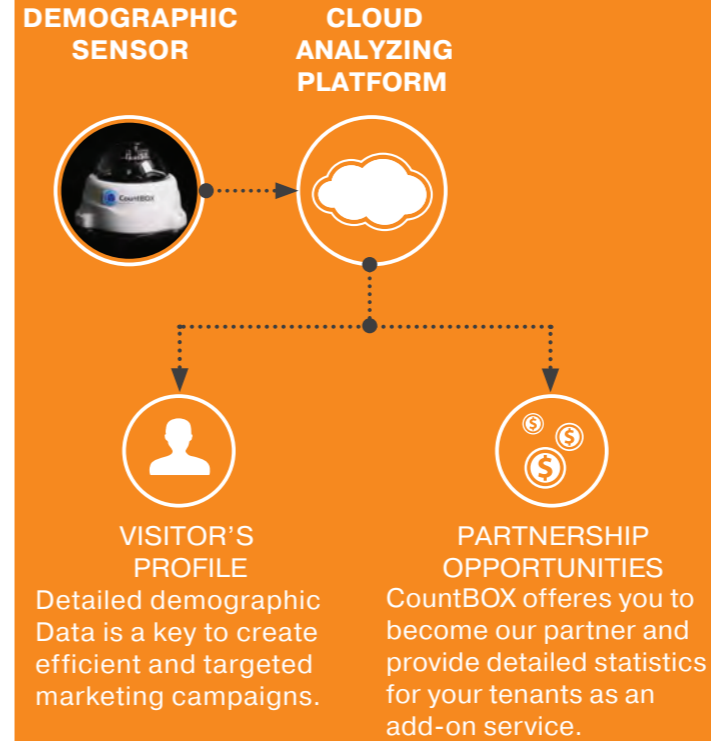 DEMOGRAPHIC
SENSOR
CLOUD
ANALYZING
PLATFORM
CountBOX
VISITOR'S
PROFILE
Detailed demographic
Data is a key to create
efficient and targeted
marketing campaigns.
PARTNERSHIP
OPPORTUNITIES
CountBOX offeres you to
become our partner and
provide detailed statistics
for your tenants as an
add-on service.